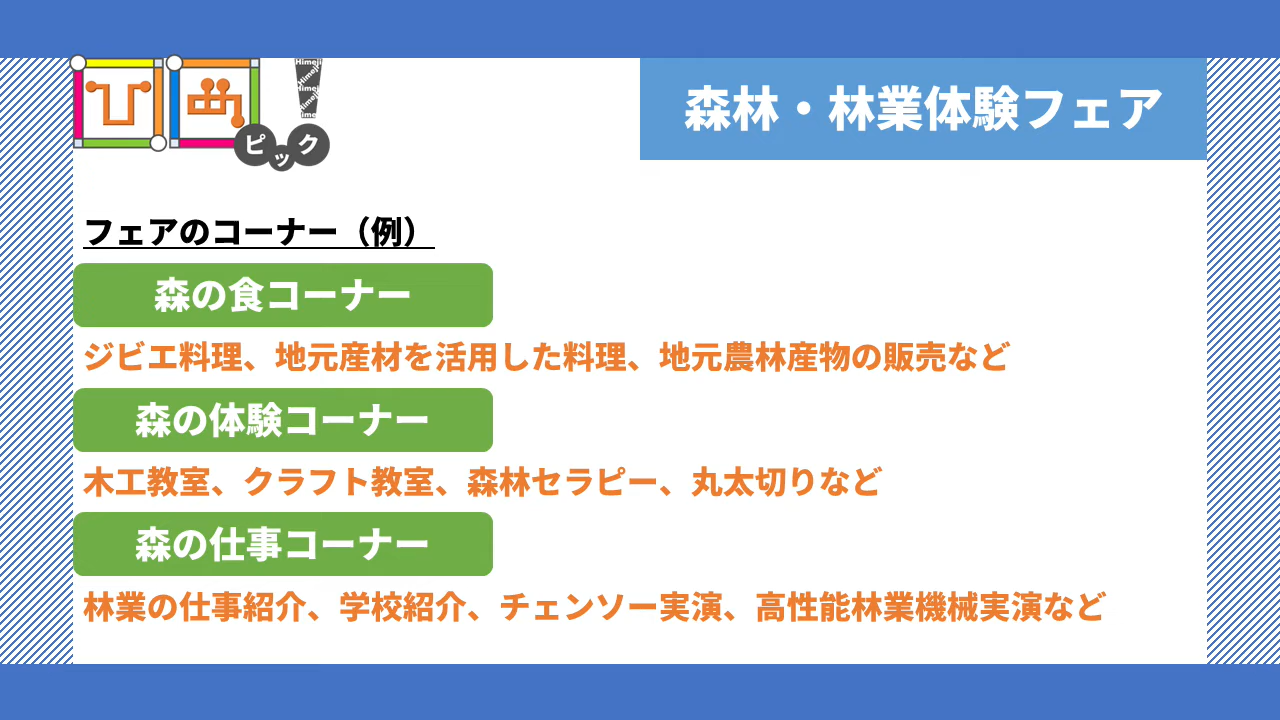 ひめ
Himeji
ピック
森林・林業体験フェア
フェアのコーナー（例）
森の食コーナー
ジビエ料理、地元産材を活用した料理、地元農林産物の販売など
森の体験コーナー
木工教室、クラフト教室、森林セラピー、丸太切りなど
森の仕事コーナー
林業の仕事紹介、学校紹介、チェンソー実演、高性能林業機械実演など